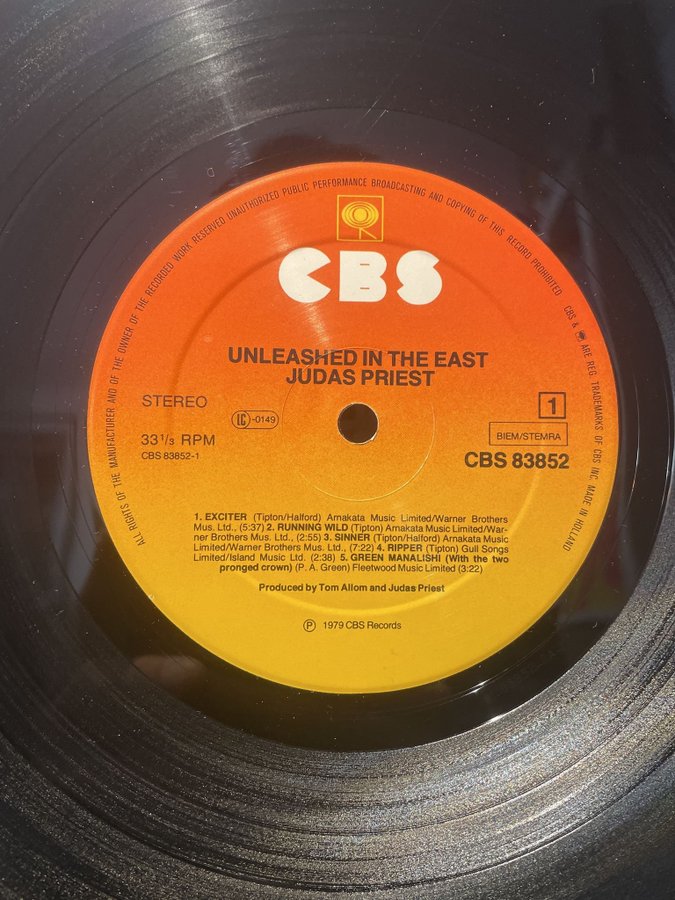 ALL RIGHTS OF THE MANUFACTURER AND OF THE OWNER OF THE RECORDED WORK RESERVED UNAUTHORIZED PUBLIC PERFORMANCE BROADCASTING AND COPYING OF THIS RECORD PROHIBITED
CBS & ARE REG. TRADEMARKS OF CBS INC. MADE IN HOLLAND
CBS
UNLEASHED IN THE EAST
JUDAS PRIEST
STEREO
LC -0149
1
33 1/3 RPM
BIEM/STEMRA
CBS 83852-1
CBS 83852
1. EXCITER (Tipton/Halford) Arnakata Music Limited/Warner Brothers
Mus. Ltd., (5:37) 2. RUNNING WILD (Tipton) Arnakata Music Limited/War-
ner Brothers Mus. Ltd., (2:55) 3. SINNER (Tipton/Halford) Arnakata Music
Limited/Warner Brothers Mus. Ltd., (7:22) 4. RIPPER (Tipton) Gull Songs
Limited/Island Music Ltd. (2:38) 5. GREEN MANALISHI (With the two
pronged crown) (P. A. Green) Fleetwood Music Limited (3:22)
Produced by Tom Allom and Judas Priest
Ⓟ 1979 CBS Records